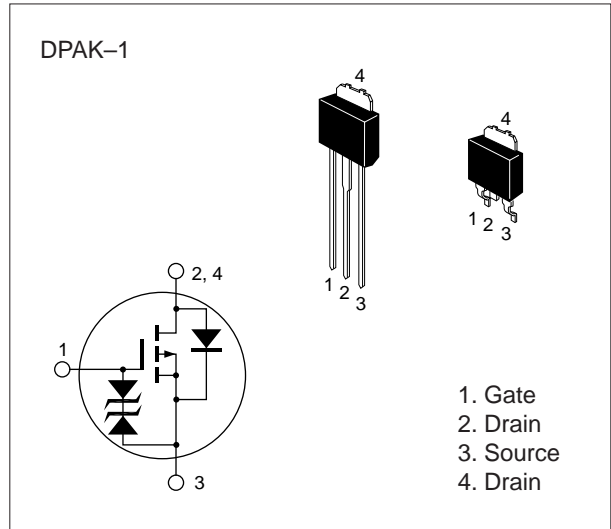 DPAK–1
4
4
1 2 3
1 2 3
2, 4
1
3
1. Gate
2. Drain
3. Source
4. Drain